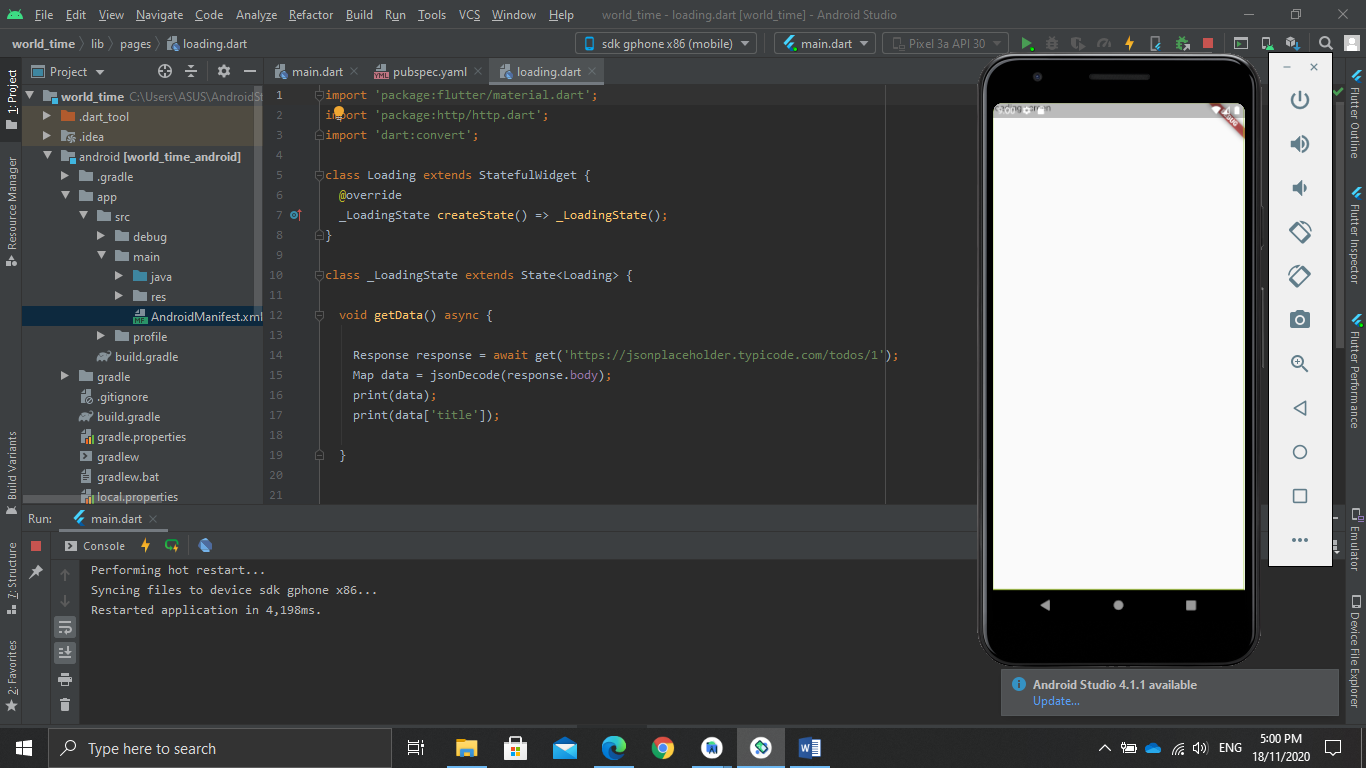 File Edit View Navigate Code Analyze Refactor Build Run Tools VCS Window Help world_time - loading.dart [world_time] - Android Studio
world_time lib pages loading.dart sdk gphone x86 (mobile) main.dart Pixel 3a API 30
Project main.dart pubspec.yaml loading.dart
world_time C:\Users\ASUS\AndroidSt
.dart_tool
.idea
android [world_time_android]
.gradle
app
src
debug
main
java
res
AndroidManifest.xml
profile
build.gradle
gradle
.gitignore
build.gradle
gradle.properties
gradlew
gradlew.bat
local.properties
1 import 'package:flutter/material.dart';
2 import 'package:http/http.dart';
3 import 'dart:convert';
4
5 class Loading extends StatefulWidget {
6 @override
7 _LoadingState createState() => _LoadingState();
8 }
9
10 class _LoadingState extends State<Loading> {
11
12 void getData() async {
13
14 Response response = await get('https://jsonplaceholder.typicode.com/todos/1');
15 Map data = jsonDecode(response.body);
16 print(data);
17 print(data['title']);
18
19 }
20
21
1: Project
Resource Manager
Build Variants
7: Structure
2: Favorites
Flutter Outline
Flutter Inspector
Flutter Performance
Emulator
Device File Explorer
Run: main.dart
Console
Performing hot restart...
Syncing files to device sdk gphone x86...
Restarted application in 4,198ms.
Android Studio 4.1.1 available
Update...
Type here to search
ENG
5:00 PM
18/11/2020